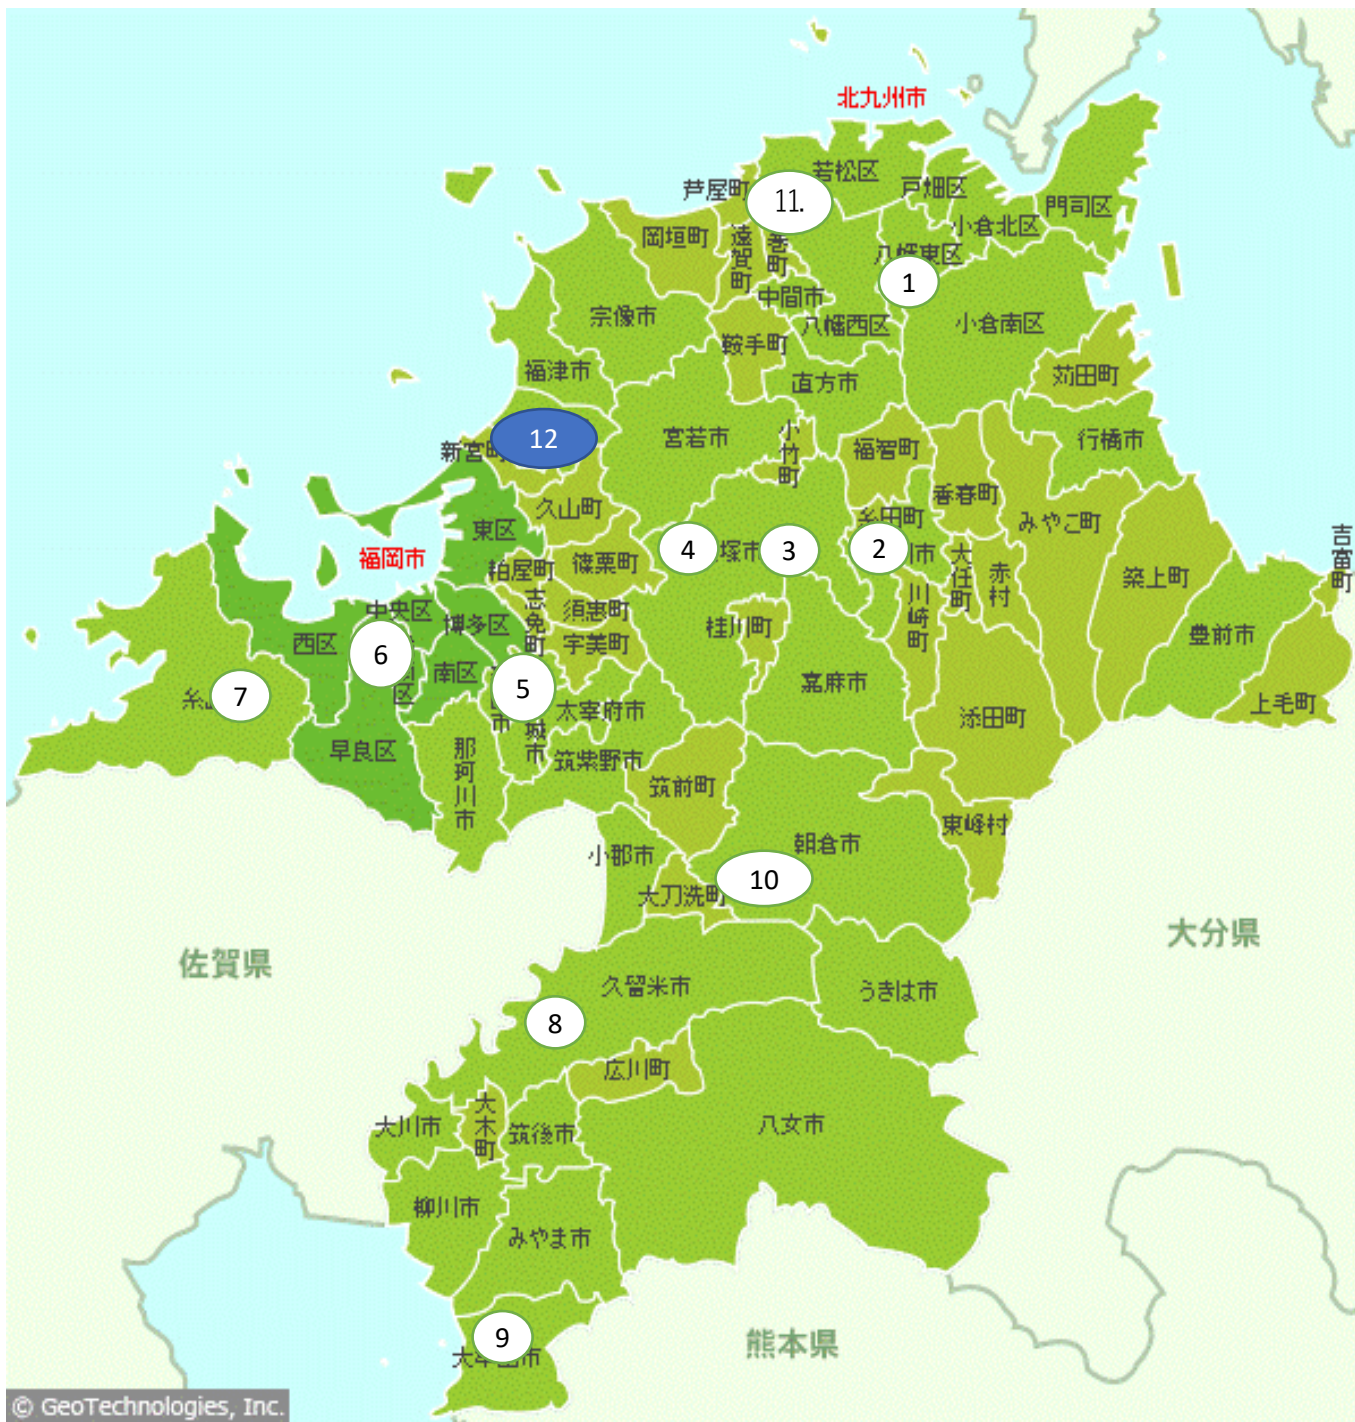 北九州市
若松区
芦屋町
戸畑区
11.
門司区
小倉北区
岡垣町
遠賀町
巻町
八幡東区
1
中間市
宗像市
小倉南区
八幡西区
鞍手町
福津市
直方市
苅田町
12
宮若市
小竹町
福智町
行橋市
新宮町
香春町
久山町
糸田町
みやこ町
東区
福岡市
4
塚市
3
2
市
吉富町
粕屋町
篠栗町
大任町
赤村
築上町
志免町
須恵町
中央区
川崎町
博多区
桂川町
豊前市
西区
宇美町
6
区
南区
5
市
城市
7
嘉麻市
太宰府市
上毛町
添田町
早良区
那珂川市
筑紫野市
筑前町
東峰村
朝倉市
小郡市
10
大刀洗町
大分県
佐賀県
久留米市
うきは市
8
広川町
大川市
大木町
筑後市
八女市
柳川市
みやま市
9
熊本県
© GeoTechnologies, Inc.